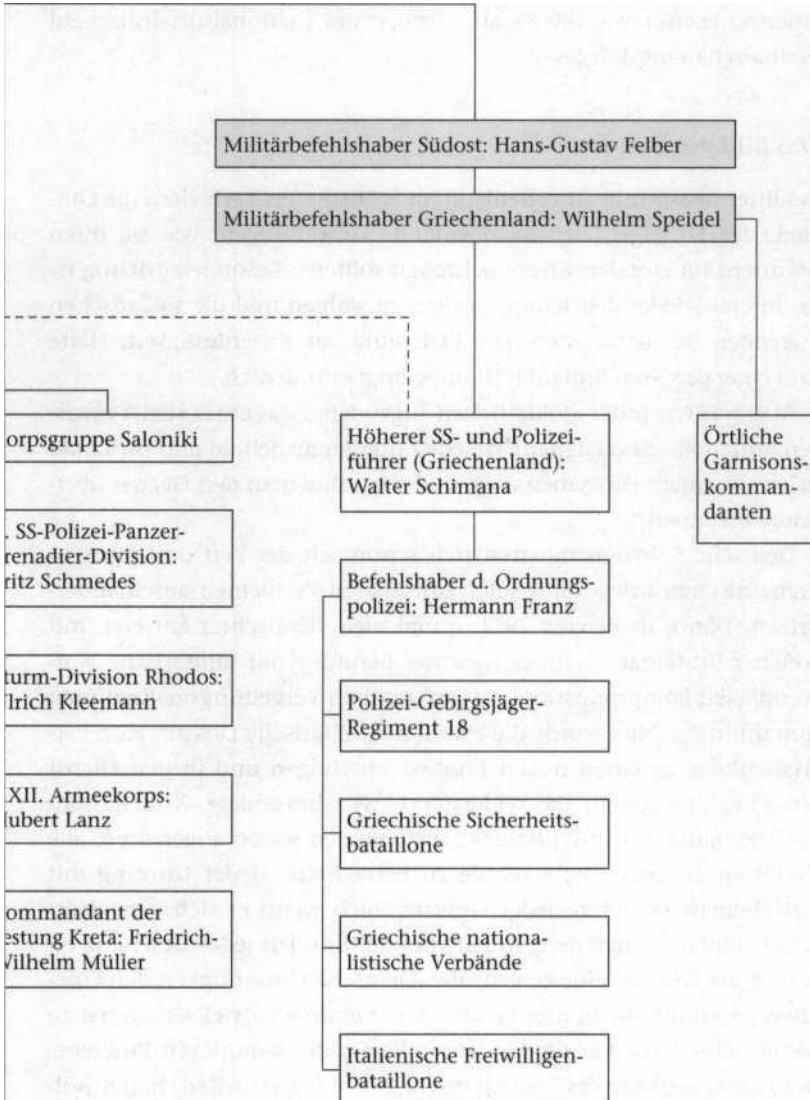 Militärbefehlshaber Südost: Hans-Gustav Felber
Militärbefehlshaber Griechenland: Wilhelm Speidel
orpsgruppe Saloniki
. SS-Polizei-Panzer-
renadier-Division:
ritz Schmedes
turm-Division Rhodos:
lrich Kleemann
XII. Armeekorps:
ubert Lanz
ommandant der
estung Kreta: Friedrich-
Wilhelm Müller
Höherer SS- und Polizei-
führer (Griechenland):
Walter Schimana
Befehlshaber d. Ordnungs-
polizei: Hermann Franz
Polizei-Gebirgsjäger-
Regiment 18
Griechische Sicherheits-
bataillone
Griechische nationa-
listische Verbände
Italienische Freiwilligen-
bataillone
Örtliche
Garnisons-
komman-
danten